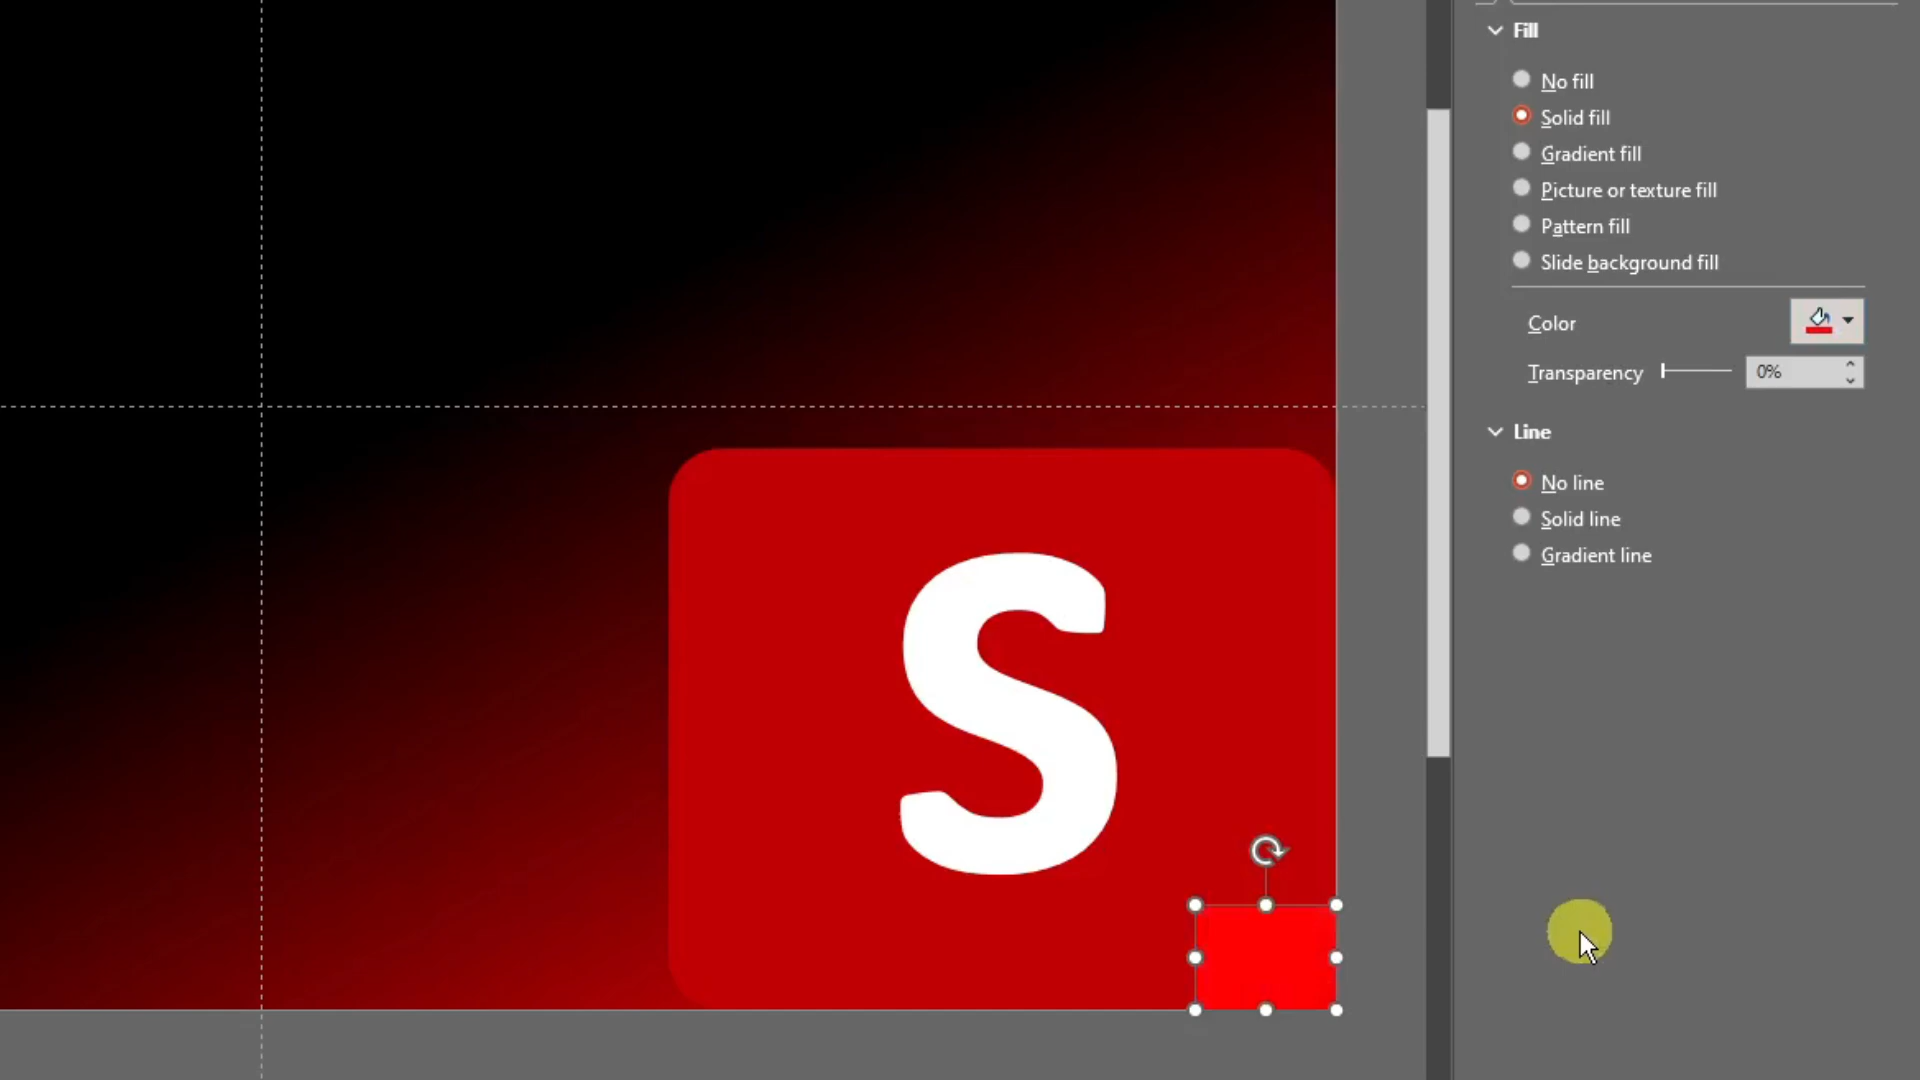 Fill
No fill
Solid fill
Gradient fill
Picture or texture fill
Pattern fill
Slide background fill
Color
Transparency 0%
Line
No line
Solid line
Gradient line
S